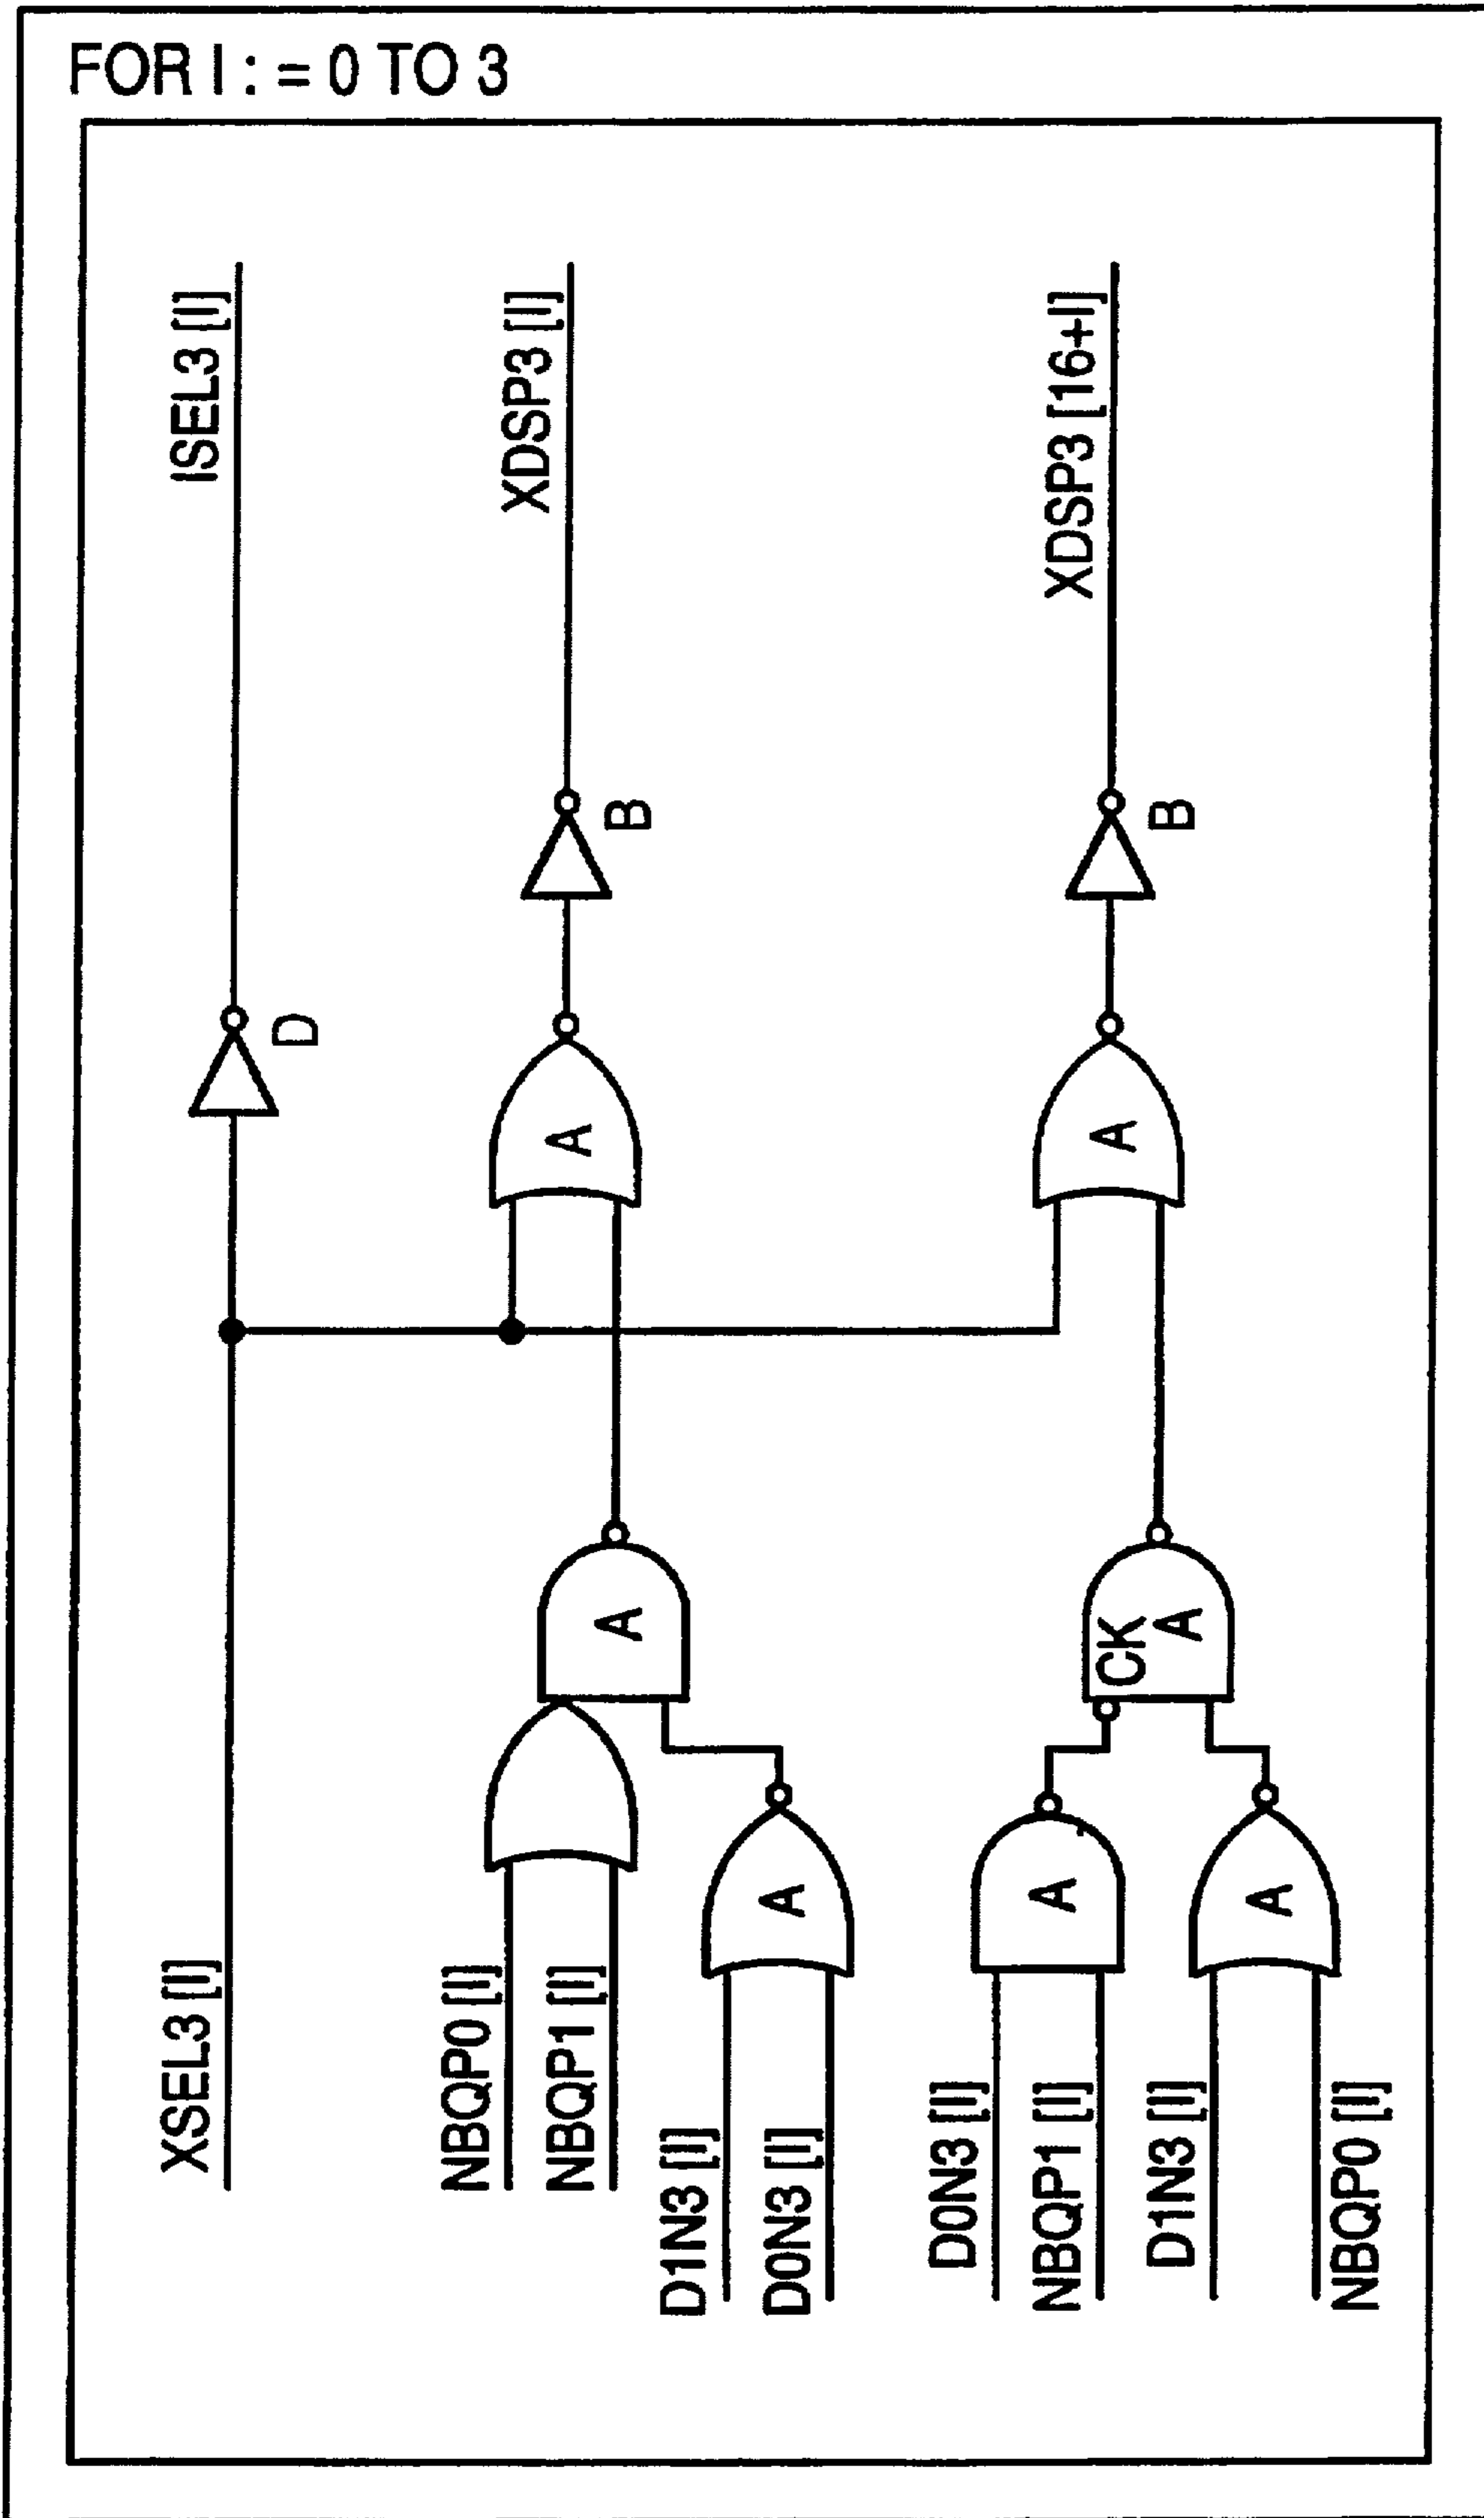 FOR I : = 0 TO 3
XSEL3 [I]
D
ISEL3 [I]
NBQP0 [I]
NBQP1 [I]
D1N3 [I]
D0N3 [I]
A
A
A
B
XDSP3 [I]
D0N3 [I]
NBQP1 [I]
D1N3 [I]
NBQP0 [I]
A
A
CK
A
A
B
XDSP3 [16+I]